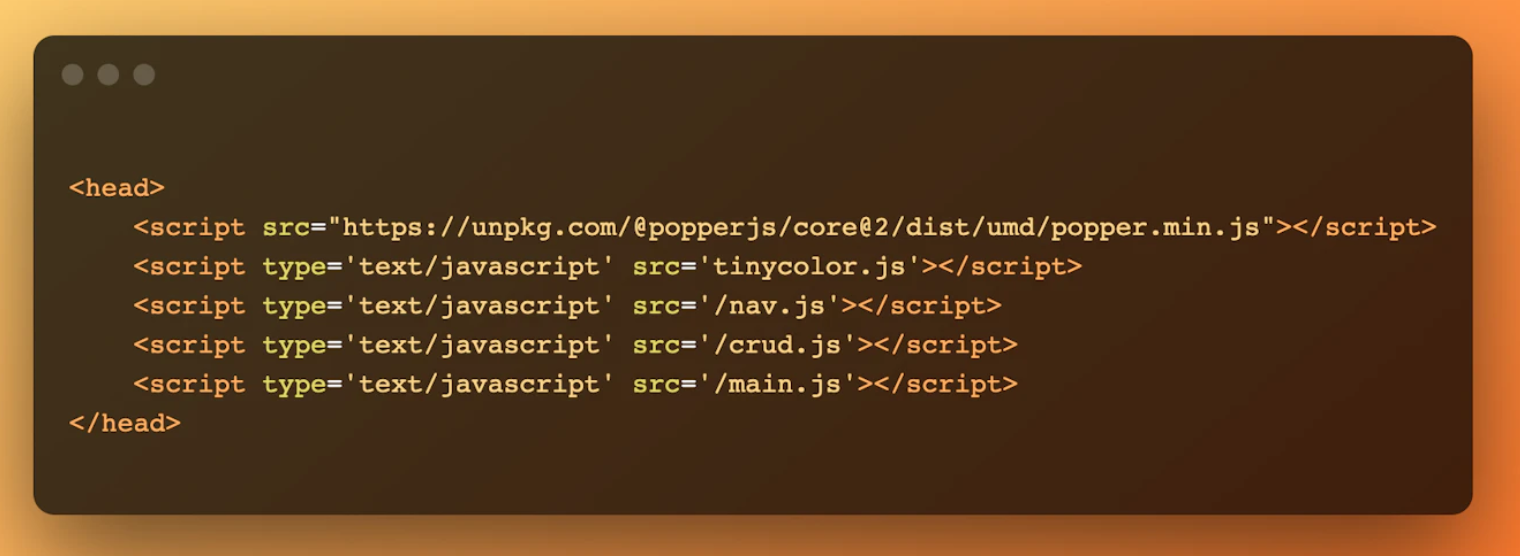 <head>
    <script src="https://unpkg.com/@popperjs/core@2/dist/umd/popper.min.js"></script>
    <script type='text/javascript' src='tinycolor.js'></script>
    <script type='text/javascript' src='/nav.js'></script>
    <script type='text/javascript' src='/crud.js'></script>
    <script type='text/javascript' src='/main.js'></script>
</head>